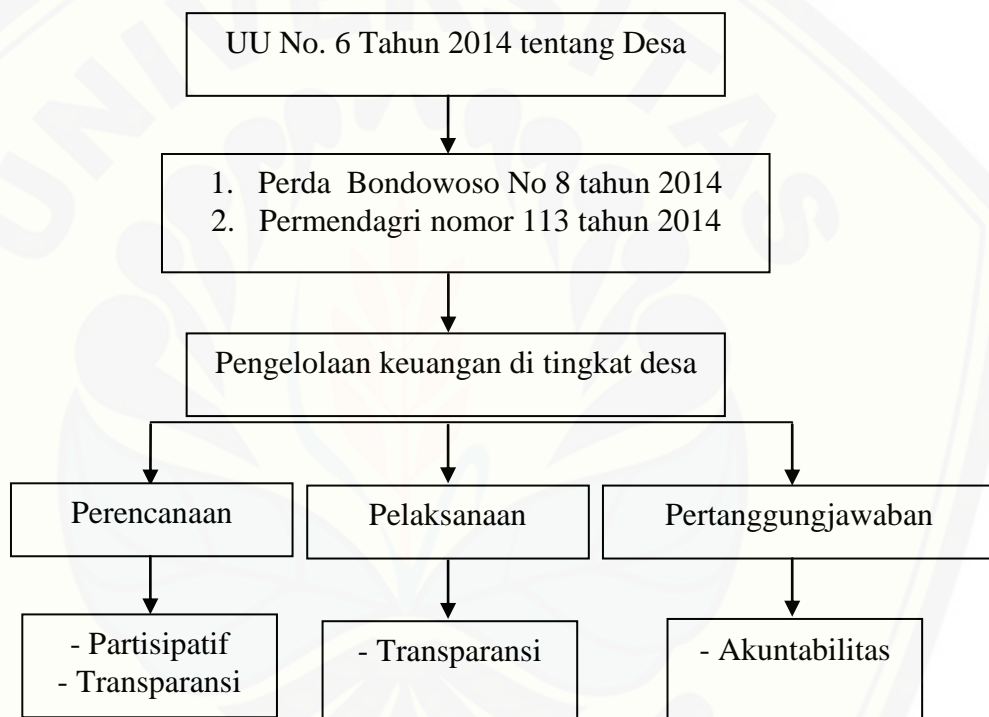 UNIVERSITAS
UU No. 6 Tahun 2014 tentang Desa
1. Perda Bondowoso No 8 tahun 2014
2. Permendagri nomor 113 tahun 2014
Pengelolaan keuangan di tingkat desa
Perencanaan
Pelaksanaan
Pertanggungjawaban
- Partisipatif
- Transparansi
- Transparansi
- Akuntabilitas